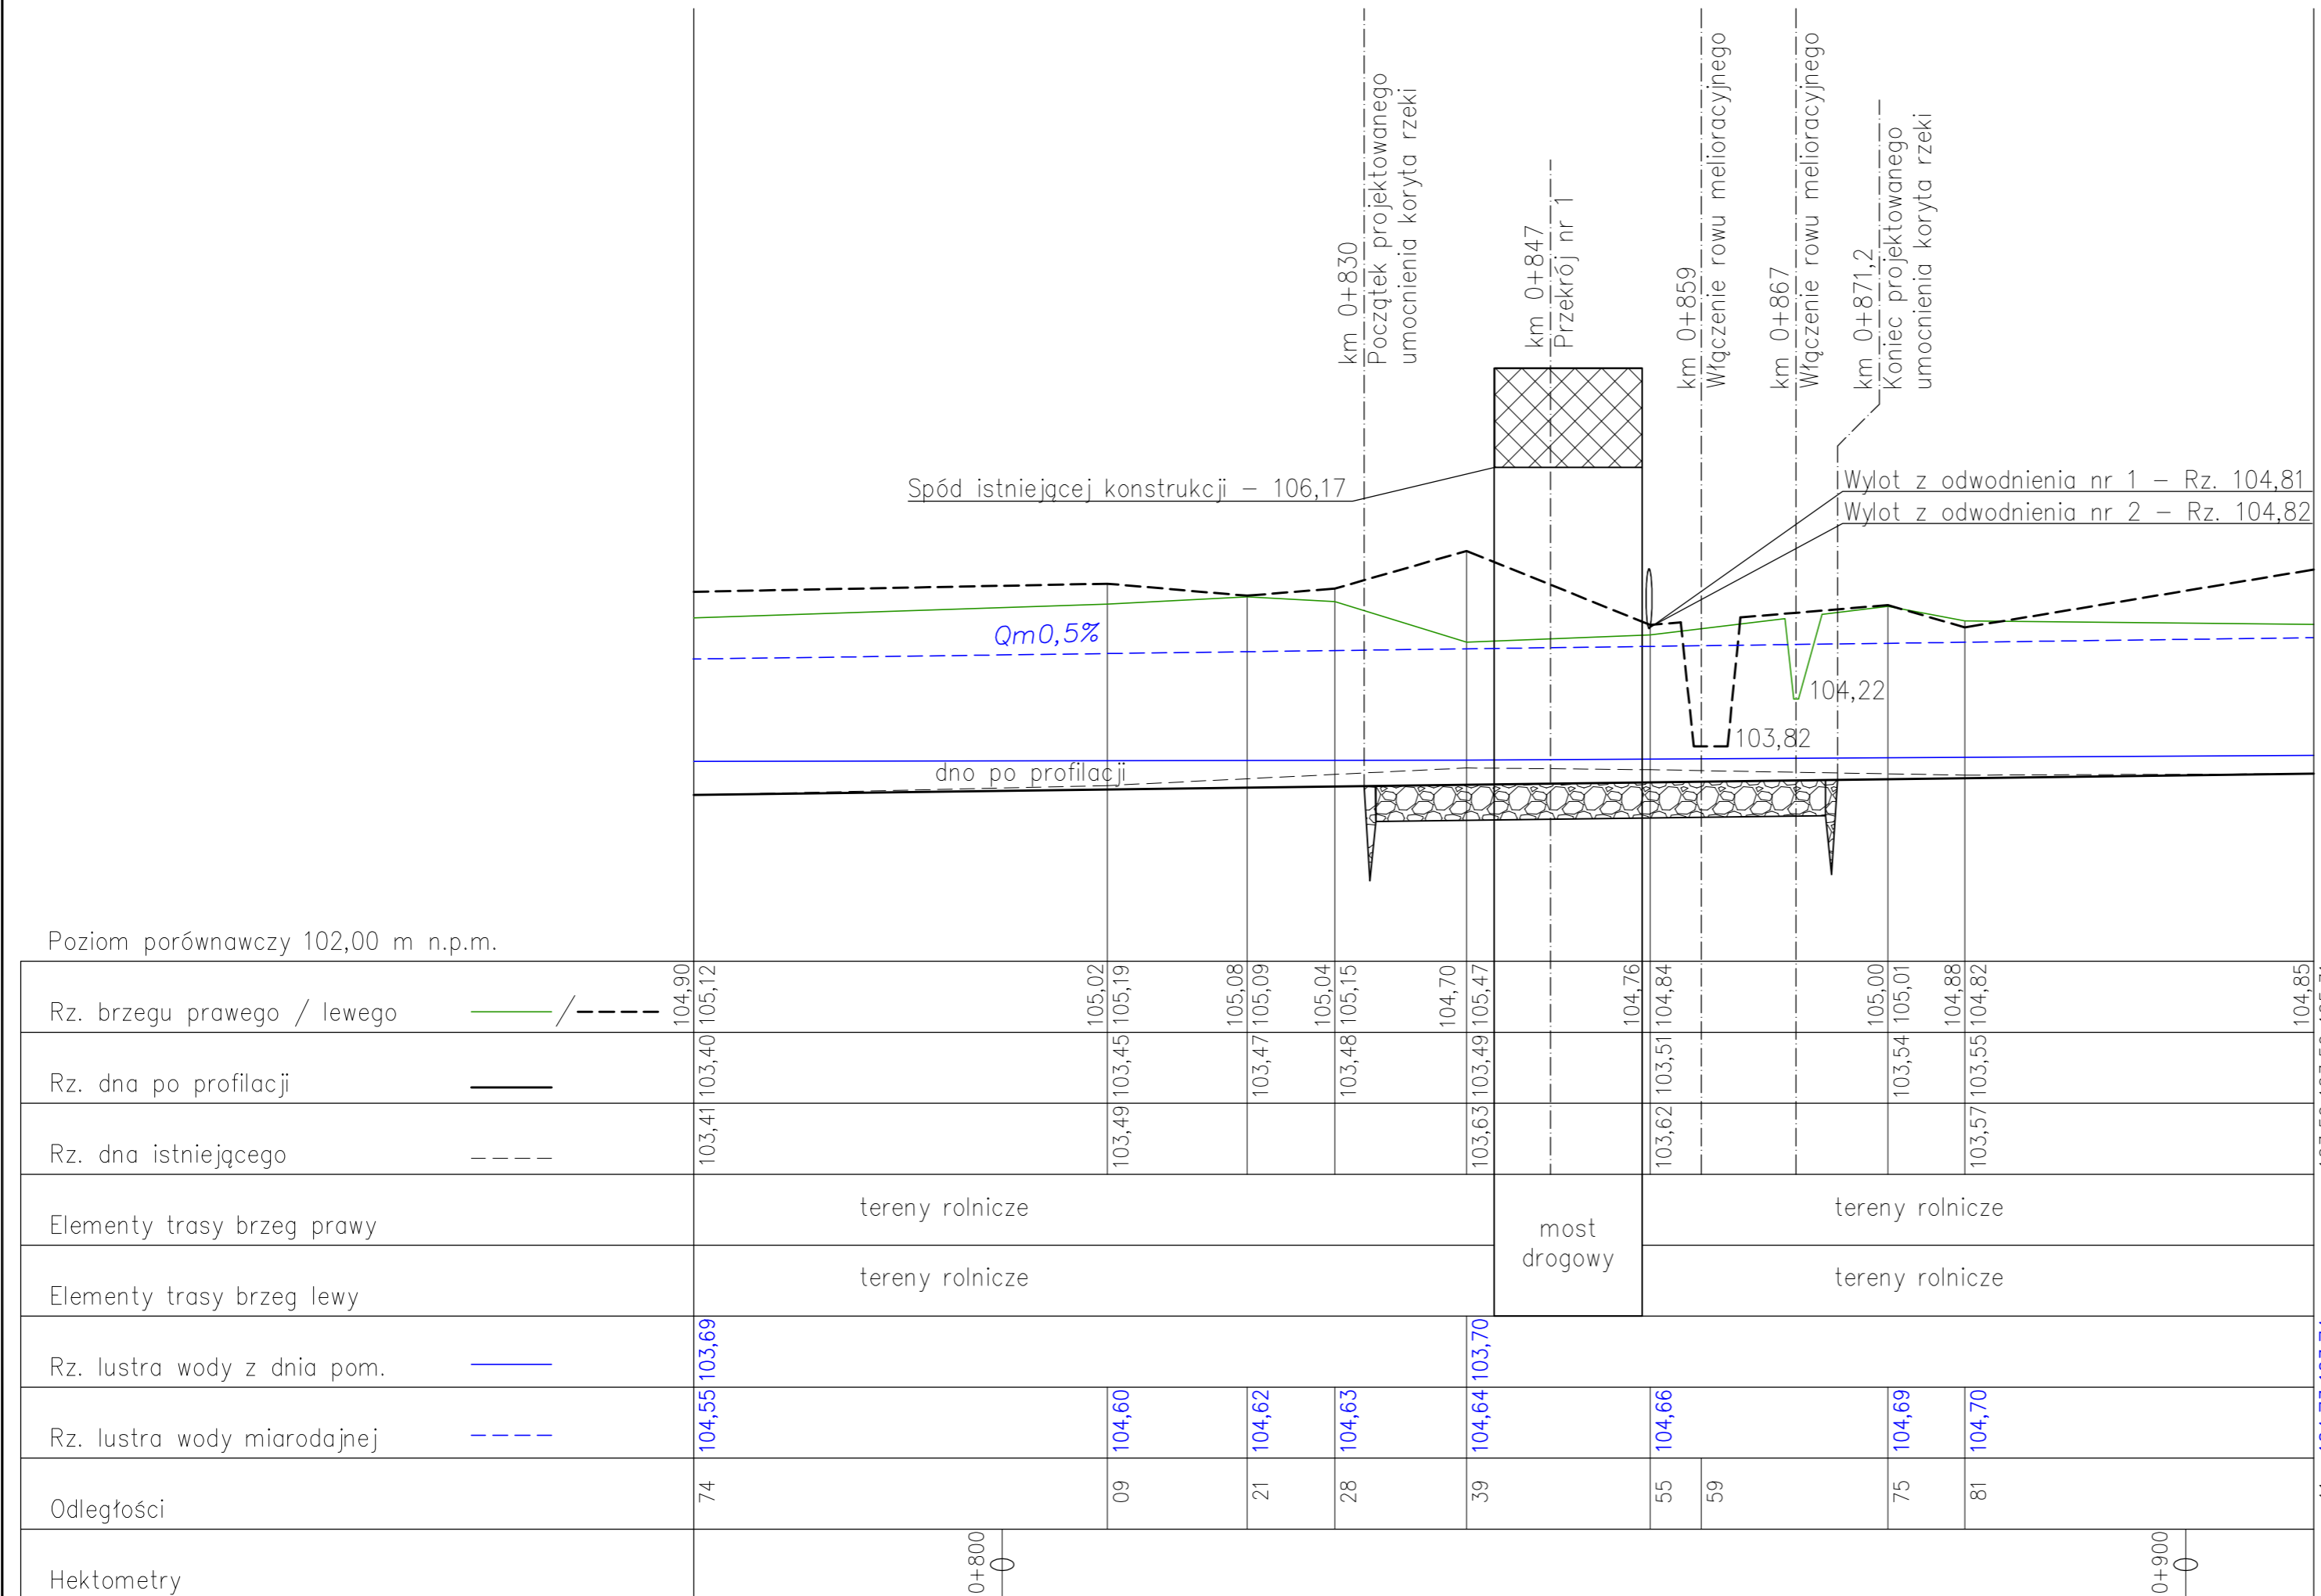 km 0+830
Początek projektowanego
umocnienia koryta rzeki
km 0+847
Przekrój nr 1
km 0+859
Włączenie rowu melioracyjnego
km 0+867
Włączenie rowu melioracyjnego
km 0+871,2
Koniec projektowanego
umocnienia koryta rzeki
Spód istniejącej konstrukcji – 106,17
Wylot z odwodnienia nr 1 – Rz. 104,81
Wylot z odwodnienia nr 2 – Rz. 104,82
Qm0,5%
104,22
103,82
dno po profilacji
Poziom porównawczy 102,00 m n.p.m.
Rz. brzegu prawego / lewego
/
104,90 105,12
105,02 105,19
105,08 105,09
105,04 105,15
104,70 105,47
104,76 104,84
105,00 105,01
104,88 104,82
104,85
Rz. dna po profilacji
103,40
103,45
103,47
103,48
103,49
103,51
103,54
103,55
Rz. dna istniejącego
103,41
103,49
103,63
103,62
103,57
Elementy trasy brzeg prawy
tereny rolnicze
most
drogowy
tereny rolnicze
Elementy trasy brzeg lewy
tereny rolnicze
tereny rolnicze
Rz. lustra wody z dnia pom.
103,69
103,70
Rz. lustra wody miarodajnej
104,55
104,60
104,62
104,63
104,64
104,66
104,69
104,70
Odległości
74
09
21
28
39
55
59
75
81
Hektometry
0+800
0+900